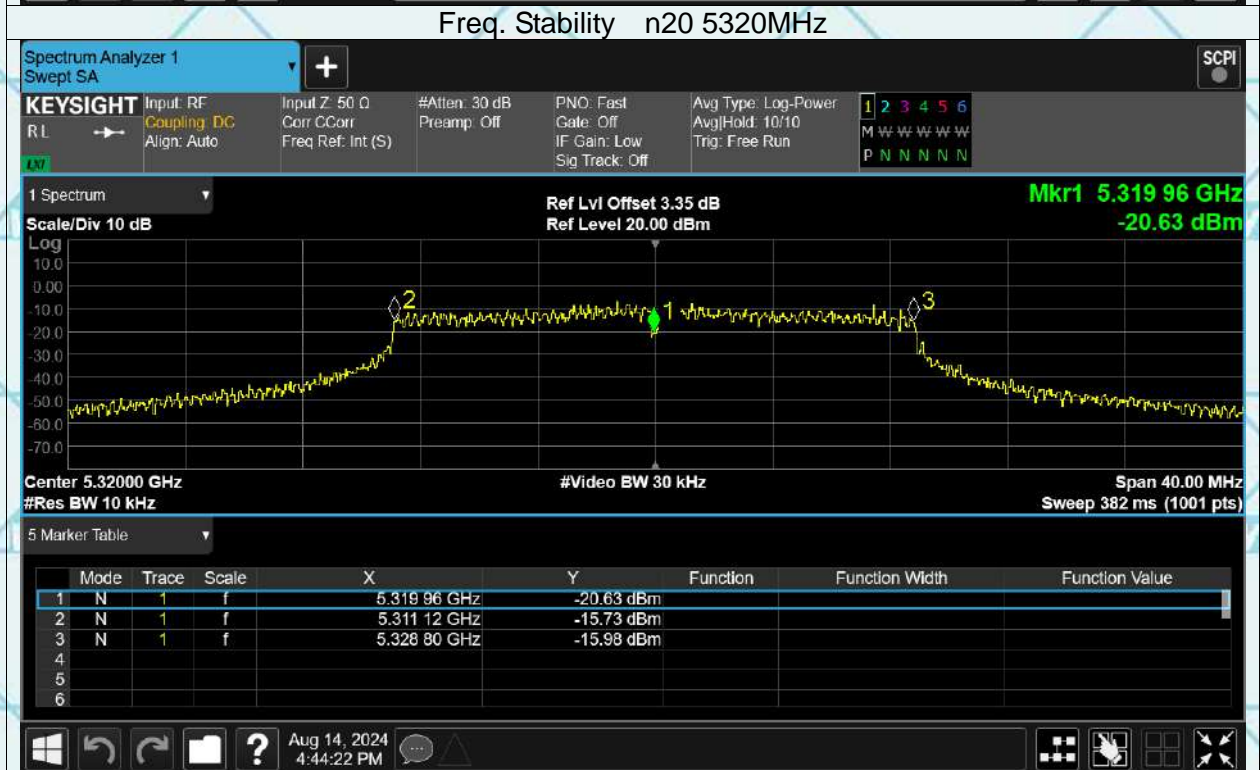 Freq. Stability n20 5320MHz
Spectrum Analyzer 1
Swept SA
+
SCPI
KEYSIGHT
RL
LXI
Input: RF
Coupling: DC
Align: Auto
Input Z: 50 Ω
Corr CCorr
Freq Ref: Int (S)
#Atten: 30 dB
Preamp: Off
PNO: Fast
Gate: Off
IF Gain: Low
Sig Track: Off
Avg Type: Log-Power
Avg|Hold: 10/10
Trig: Free Run
1 2 3 4 5 6
M W W W W W
P N N N N N
1 Spectrum
Scale/Div 10 dB
Ref Lvl Offset 3.35 dB
Ref Level 20.00 dBm
Mkr1 5.319 96 GHz
-20.63 dBm
Log
10.0
0.00
-10.0
-20.0
-30.0
-40.0
-50.0
-60.0
-70.0
2
1
3
Center 5.32000 GHz
#Res BW 10 kHz
#Video BW 30 kHz
Span 40.00 MHz
Sweep 382 ms (1001 pts)
5 Marker Table
Mode Trace Scale X Y Function Function Width Function Value
1 N 1 f 5.319 96 GHz -20.63 dBm
2 N 1 f 5.311 12 GHz -15.73 dBm
3 N 1 f 5.328 80 GHz -15.98 dBm
4
5
6
?
Aug 14, 2024
4:44:22 PM